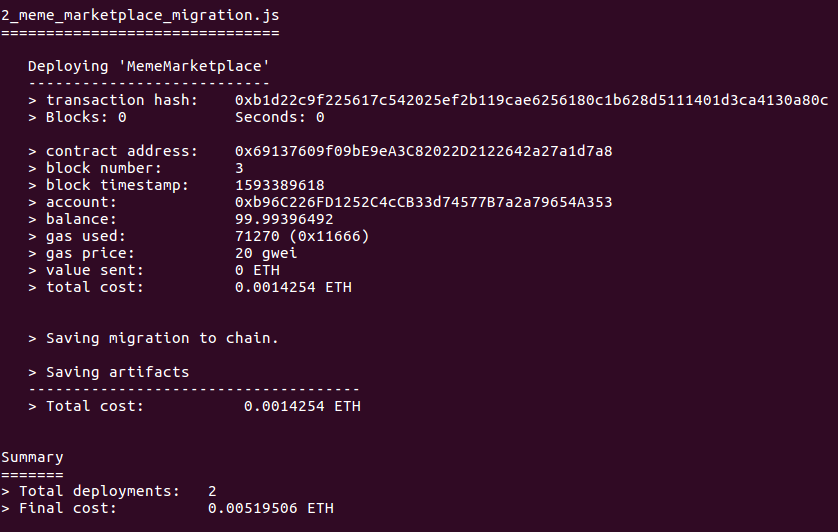 2_meme_marketplace_migration.js
===============================
Deploying 'MemeMarketplace'
---------------------------
> transaction hash: 0xb1d22c9f225617c542025ef2b119cae6256180c1b628d5111401d3ca4130a80c
> Blocks: 0 Seconds: 0
> contract address: 0x69137609f09bE9eA3C82022D2122642a27a1d7a8
> block number: 3
> block timestamp: 1593389618
> account: 0xb96C226FD1252C4cCB33d74577B7a2a79654A353
> balance: 99.99396492
> gas used: 71270 (0x11666)
> gas price: 20 gwei
> value sent: 0 ETH
> total cost: 0.0014254 ETH
> Saving migration to chain.
> Saving artifacts
-------------------------------------
> Total cost: 0.0014254 ETH
Summary
=======
> Total deployments: 2
> Final cost: 0.00519506 ETH